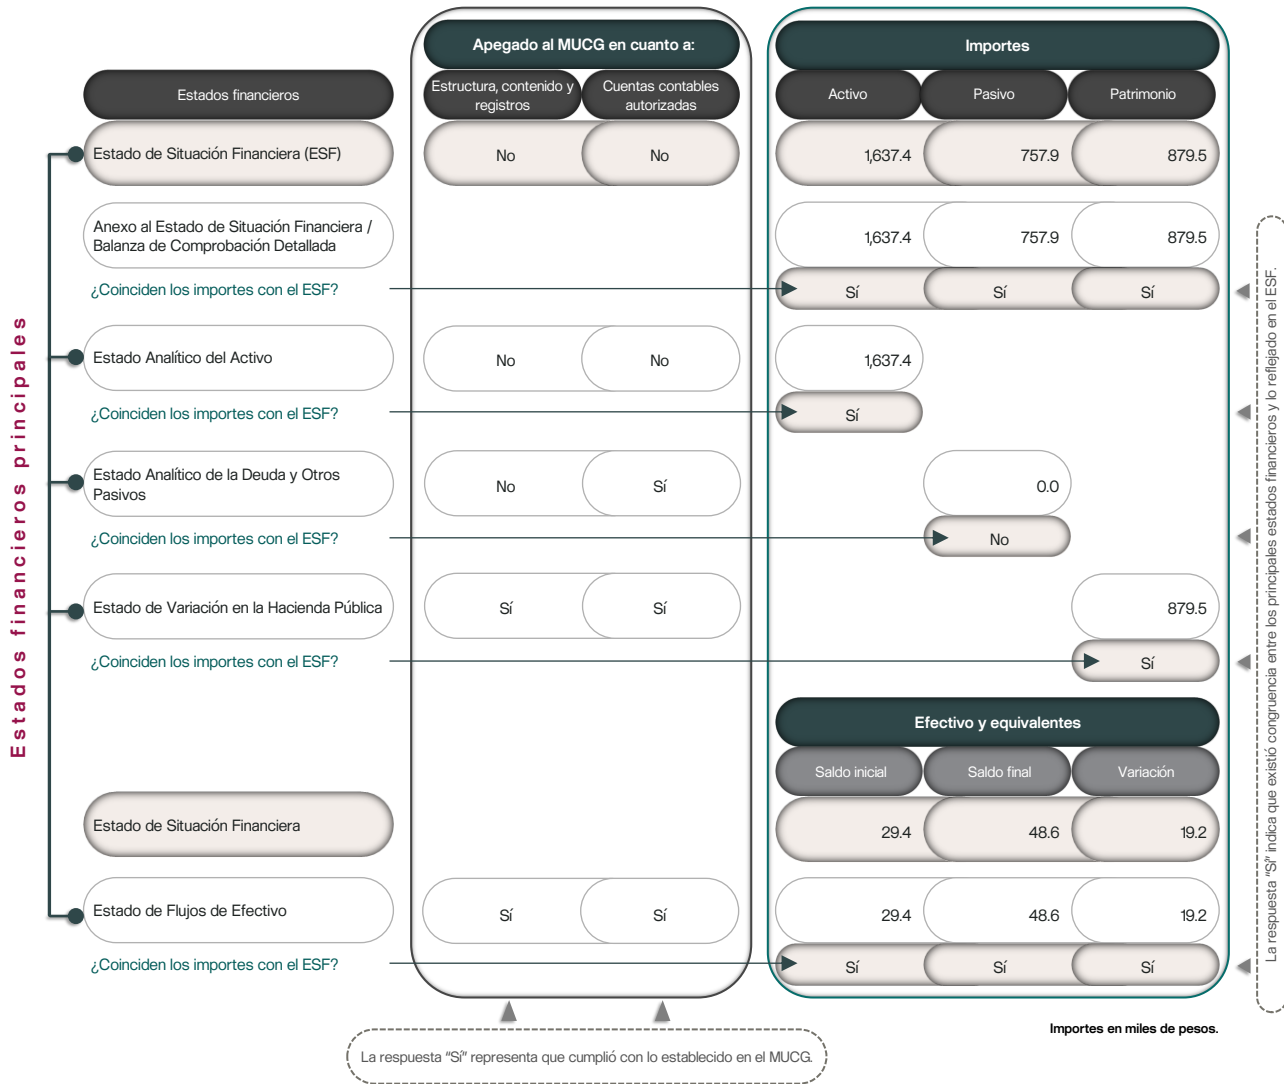 Apegado al MUCG en cuanto a:
Importes
Estados financieros
Estructura, contenido y
registros
Cuentas contables
autorizadas
Activo
Pasivo
Patrimonio
Estados financieros principales
Estado de Situación Financiera (ESF)
No
No
1,637.4
757.9
879.5
Anexo al Estado de Situación Financiera /
Balanza de Comprobación Detallada
1,637.4
757.9
879.5
¿Coinciden los importes con el ESF?
Sí
Sí
Sí
Estado Analítico del Activo
No
No
1,637.4
¿Coinciden los importes con el ESF?
Sí
Estado Analítico de la Deuda y Otros
Pasivos
No
Sí
0.0
¿Coinciden los importes con el ESF?
No
Estado de Variación en la Hacienda Pública
Sí
Sí
879.5
¿Coinciden los importes con el ESF?
Sí
Efectivo y equivalentes
Saldo inicial
Saldo final
Variación
Estado de Situación Financiera
29.4
48.6
19.2
Estado de Flujos de Efectivo
Sí
Sí
29.4
48.6
19.2
¿Coinciden los importes con el ESF?
Sí
Sí
Sí
La respuesta "Sí" indica que existió congruencia entre los principales estados financieros y lo reflejado en el ESF.
Importes en miles de pesos.
La respuesta "Sí" representa que cumplió con lo establecido en el MUCG.